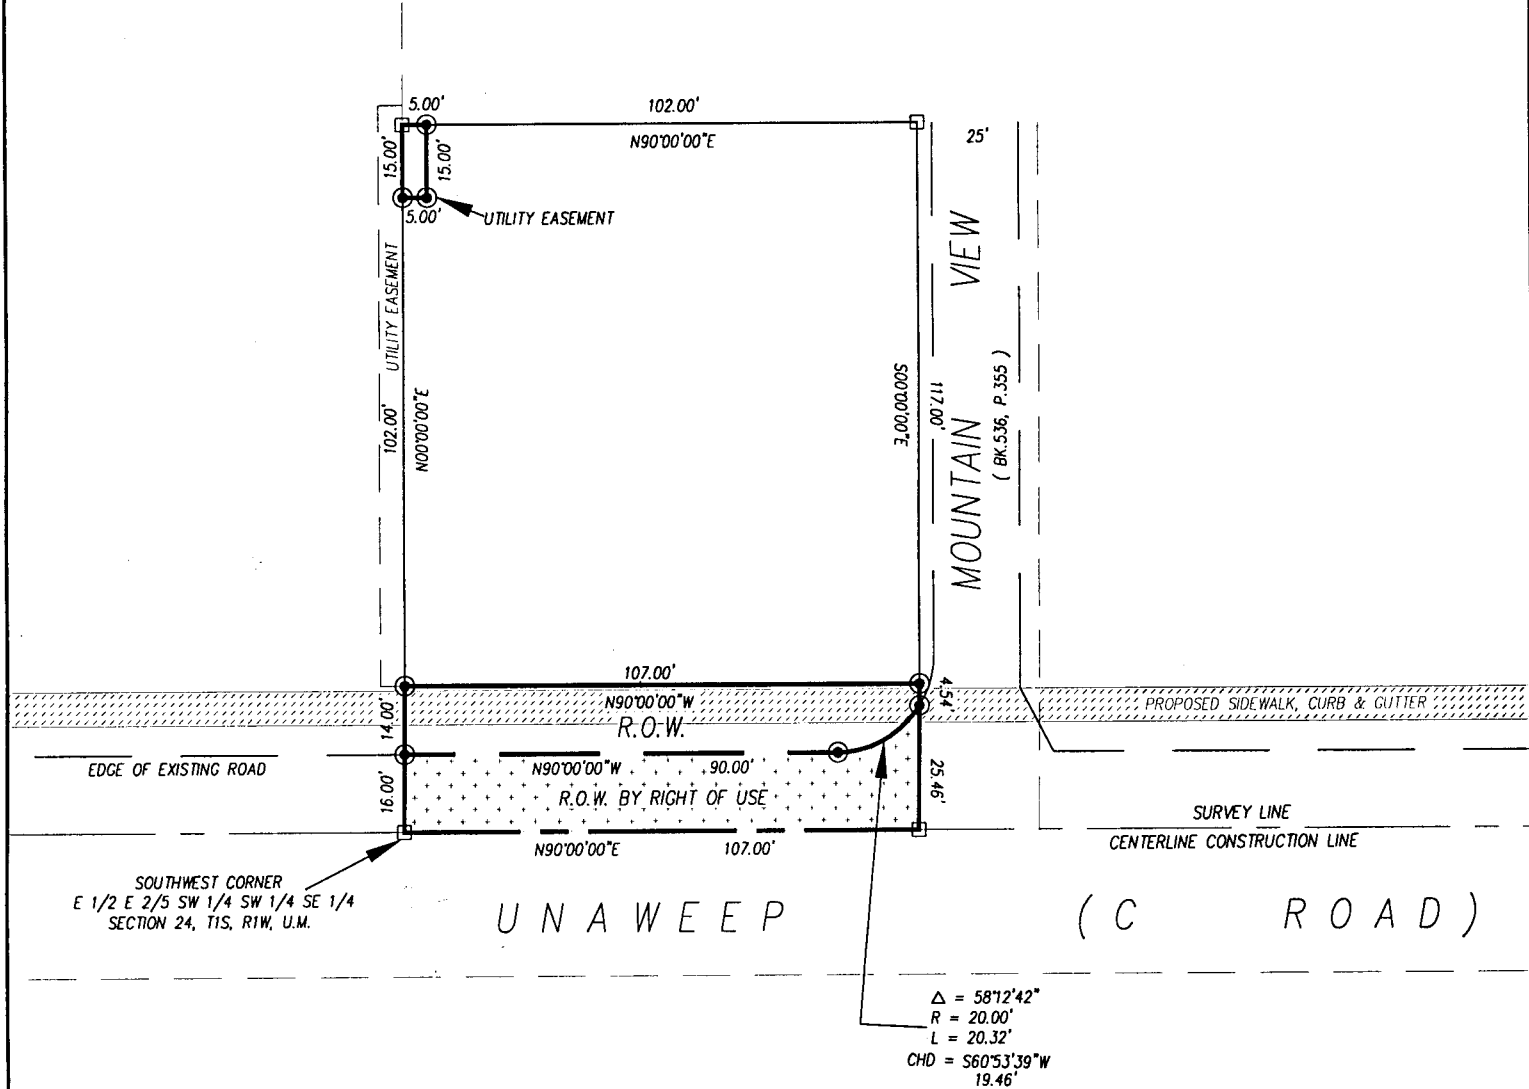 5.00'
102.00'
N90°00'00"E
25'
15.00'
15.00'
5.00'
UTILITY EASEMENT
UTILITY EASEMENT
102.00'
N00°00'00"E
S00°00'00"E
117.00'
MOUNTAIN VIEW
( BK.536, P.355 )
107.00'
N90°00'00"W
4.54'
14.00'
R.O.W.
PROPOSED SIDEWALK, CURB & GUTTER
EDGE OF EXISTING ROAD
N90°00'00"W 90.00'
16.00'
R.O.W. BY RIGHT OF USE
25.46'
SURVEY LINE
N90°00'00"E 107.00'
CENTERLINE CONSTRUCTION LINE
SOUTHWEST CORNER
E 1/2 E 2/5 SW 1/4 SW 1/4 SE 1/4
SECTION 24, T1S, R1W, U.M.
UNAWEEP (C ROAD)
Δ = 58°12'42"
R = 20.00'
L = 20.32'
CHD = S60°53'39"W
19.46'